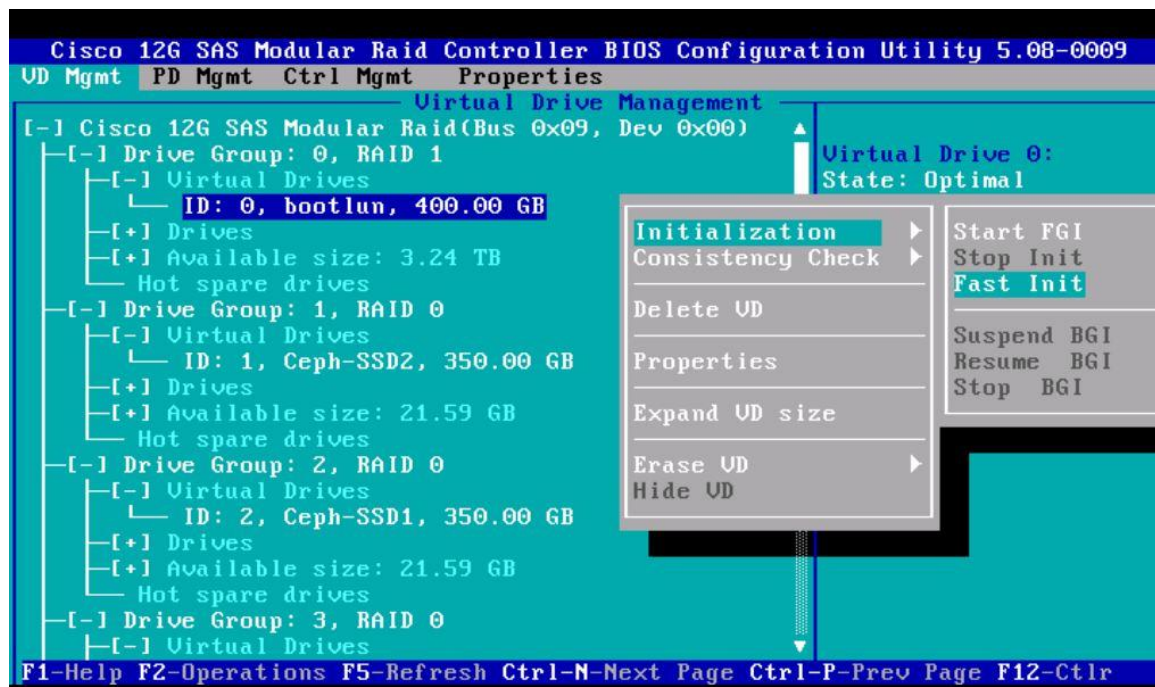 Cisco 12G SAS Modular Raid Controller BIOS Configuration Utility 5.08-0009
VD Mgmt PD Mgmt Ctrl Mgmt Properties
Virtual Drive Management
[-] Cisco 12G SAS Modular Raid(Bus 0x09, Dev 0x00)
[-] Drive Group: 0, RAID 1
[-] Virtual Drives
ID: 0, bootlun, 400.00 GB
[+] Drives
[+] Available size: 3.24 TB
Hot spare drives
[-] Drive Group: 1, RAID 0
[-] Virtual Drives
ID: 1, Ceph-SSD2, 350.00 GB
[+] Drives
[+] Available size: 21.59 GB
Hot spare drives
[-] Drive Group: 2, RAID 0
[-] Virtual Drives
ID: 2, Ceph-SSD1, 350.00 GB
[+] Drives
[+] Available size: 21.59 GB
Hot spare drives
[-] Drive Group: 3, RAID 0
[-] Virtual Drives
Virtual Drive 0:
State: Optimal
Initialization
Consistency Check
Delete VD
Properties
Expand VD size
Erase VD
Hide VD
Start FGI
Stop Init
Fast Init
Suspend BGI
Resume BGI
Stop BGI
F1-Help F2-Operations F5-Refresh Ctrl-N-Next Page Ctrl-P-Prev Page F12-Ctlr